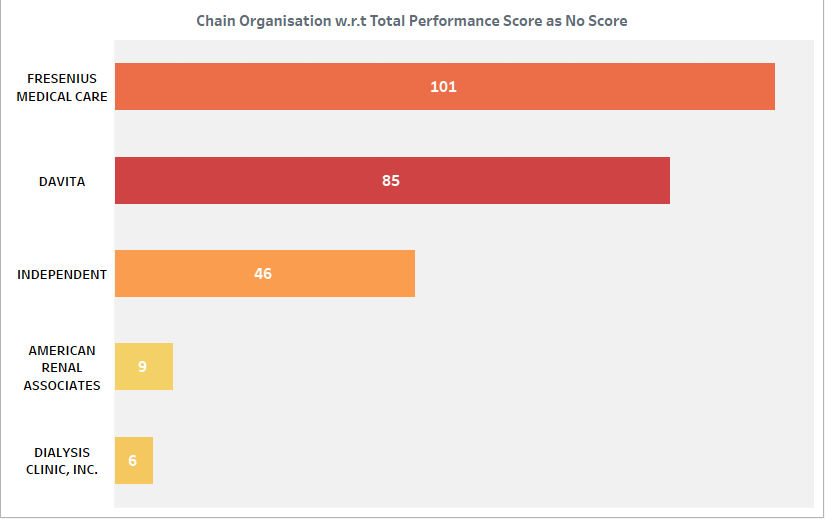 Chain Organisation w.r.t Total Performance Score as No Score
FRESENIUS
MEDICAL CARE
101
DAVITA
85
INDEPENDENT
46
AMERICAN
RENAL
ASSOCIATES
9
DIALYSIS
CLINIC, INC.
6